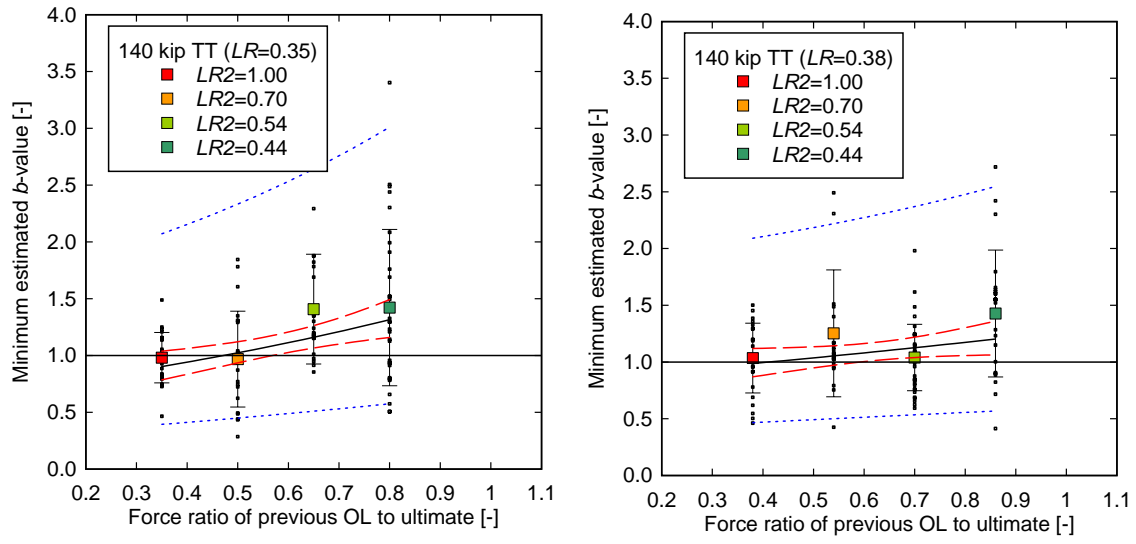 4.0
3.5
3.0
2.5
2.0
1.5
1.0
0.5
0.0
Minimum estimated b-value [-]
140 kip TT (LR=0.35)
LR2=1.00
LR2=0.70
LR2=0.54
LR2=0.44
0.2 0.3 0.4 0.5 0.6 0.7 0.8 0.9 1 1.1
Force ratio of previous OL to ultimate [-]
4.0
3.5
3.0
2.5
2.0
1.5
1.0
0.5
0.0
Minimum estimated b-value [-]
140 kip TT (LR=0.38)
LR2=1.00
LR2=0.70
LR2=0.54
LR2=0.44
0.2 0.3 0.4 0.5 0.6 0.7 0.8 0.9 1 1.1
Force ratio of previous OL to ultimate [-]